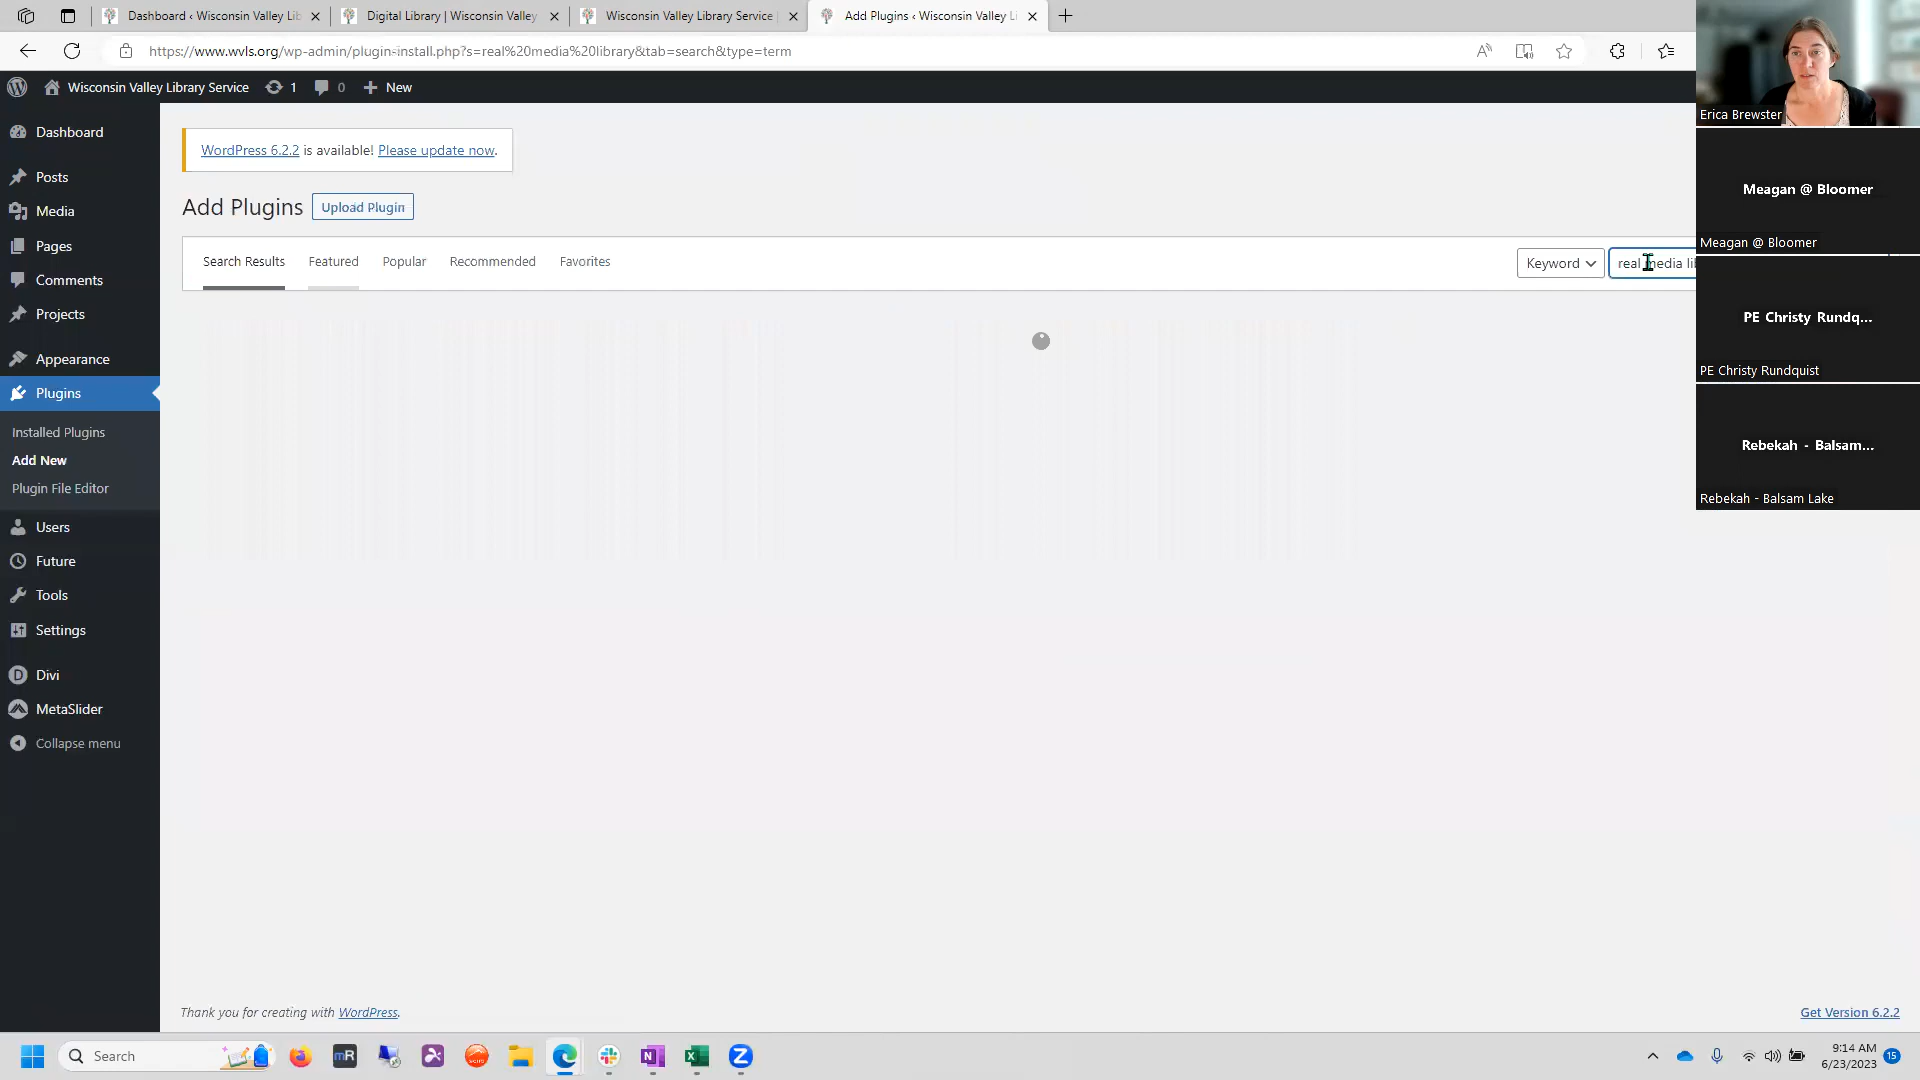 Dashboard ‹ Wisconsin Valley Lib
Digital Library | Wisconsin Valley
Wisconsin Valley Library Service
Add Plugins ‹ Wisconsin Valley Li
https://www.wvls.org/wp-admin/plugin-install.php?s=real%20media%20library&tab=search&type=term
Wisconsin Valley Library Service
1
0
New
Dashboard
Posts
Media
Pages
Comments
Projects
Appearance
Plugins
Installed Plugins
Add New
Plugin File Editor
Users
Future
Tools
Settings
Divi
MetaSlider
Collapse menu
WordPress 6.2.2 is available! Please update now.
Add Plugins
Upload Plugin
Search Results
Featured
Popular
Recommended
Favorites
Keyword
real media lib
Thank you for creating with WordPress.
Get Version 6.2.2
Erica Brewster
Meagan @ Bloomer
Meagan @ Bloomer
PE Christy Rundq...
PE Christy Rundquist
Rebekah - Balsam...
Rebekah - Balsam Lake
Search
mR
9:14 AM
6/23/2023
15